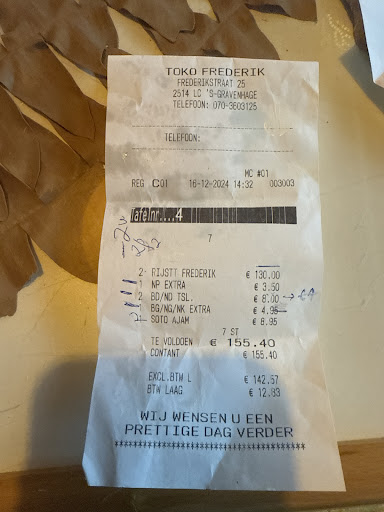 TOKO FREDERIK
FREDERIKSTRAAT 25
2514 LC 'S-GRAVENHAGE
TELEFOON: 070-3603125
TELEFOON:
MC #01
REG C01 16-12-2024 14:32 003003
Tafelnr....4
7
2 RIJSTT FREDERIK € 130.00
1 NP EXTRA € 3.50
2 BD/ND TSL. € 8.00 →
1 BG/NG/NK EXTRA € 4.95
SOTO AJAM € 8.95
7 ST
TE VOLDOEN € 155.40
CONTANT € 155.40
EXCL.BTW L € 142.57
BTW LAAG € 12.83
WIJ WENSEN U EEN
PRETTIGE DAG VERDER
****************************************